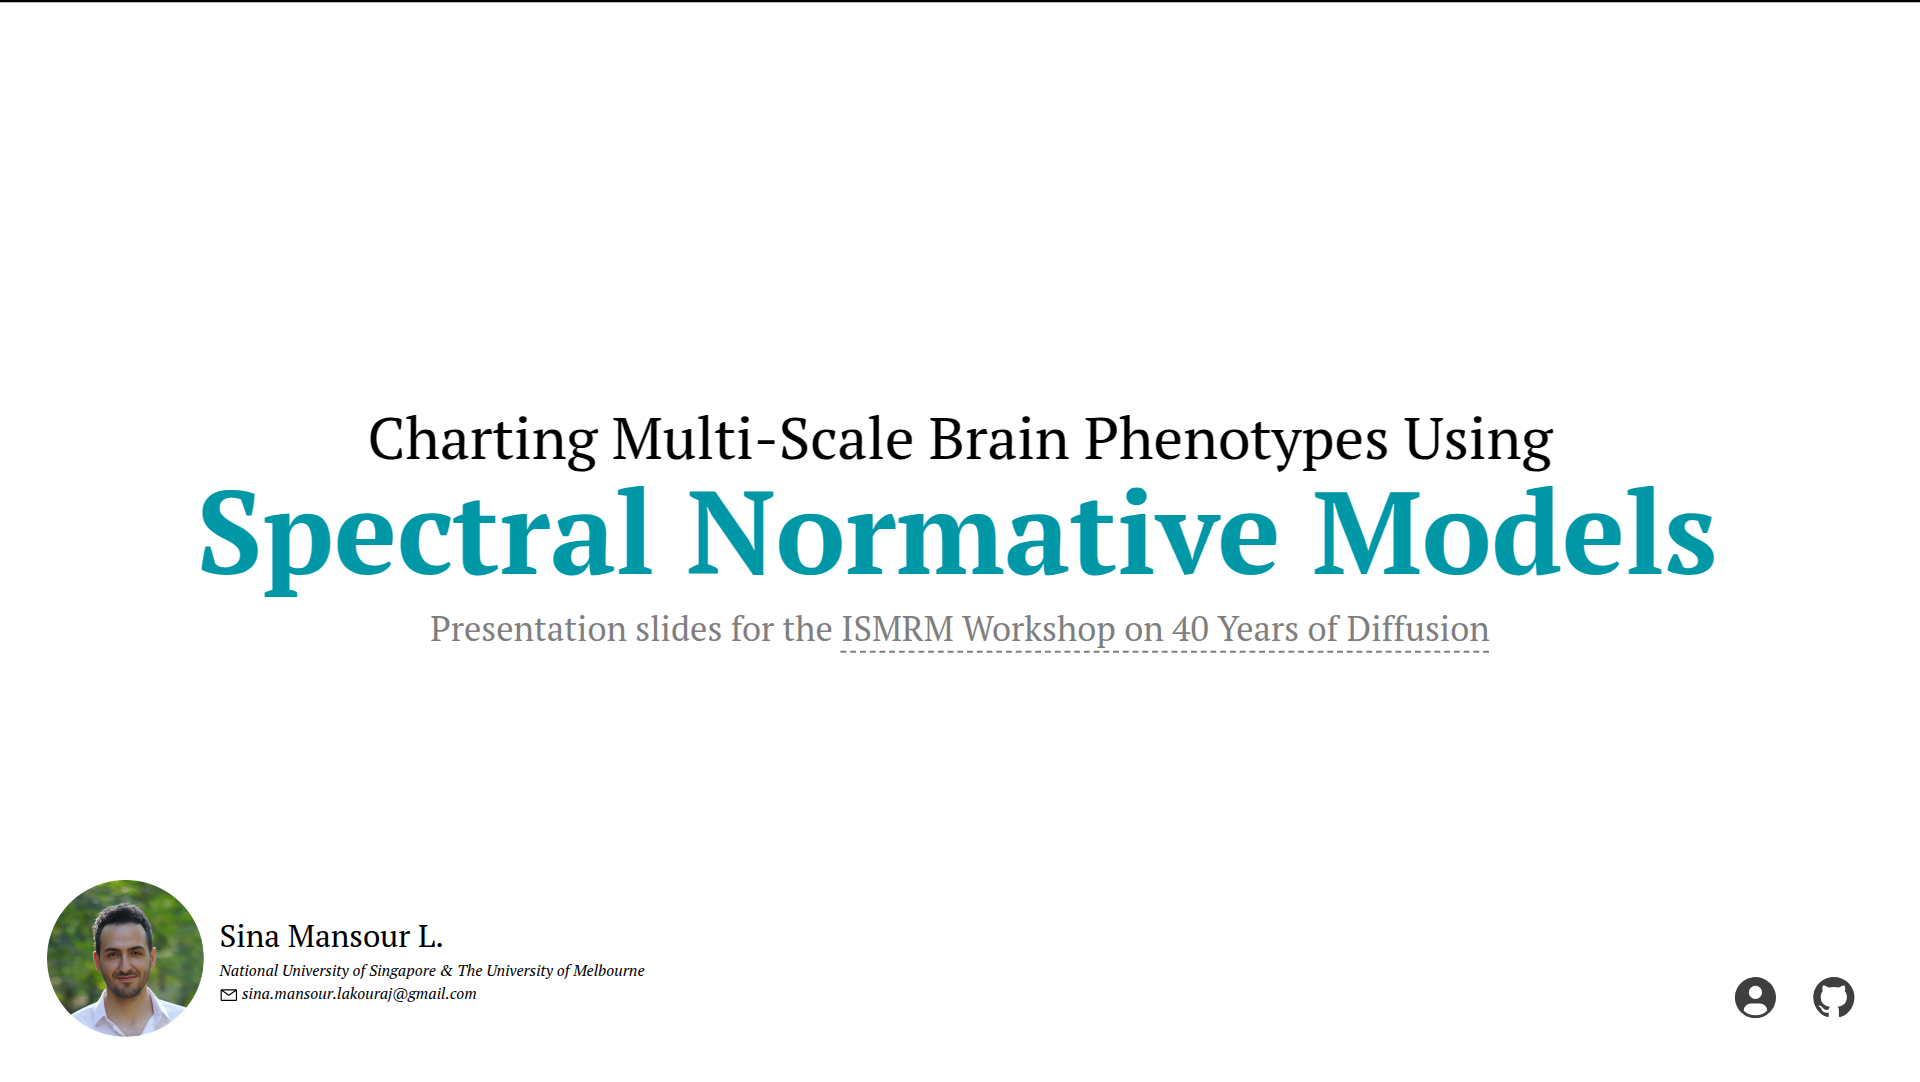 Charting Multi-Scale Brain Phenotypes Using
Spectral Normative Models
Presentation slides for the ISMRM Workshop on 40 Years of Diffusion
Sina Mansour L.
National University of Singapore & The University of Melbourne
sina.mansour.lakouraj@gmail.com